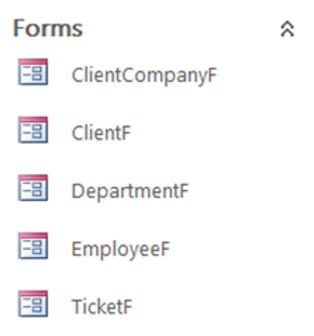 Forms
ClientCompanyF
ClientF
DepartmentF
EmployeeF
TicketF